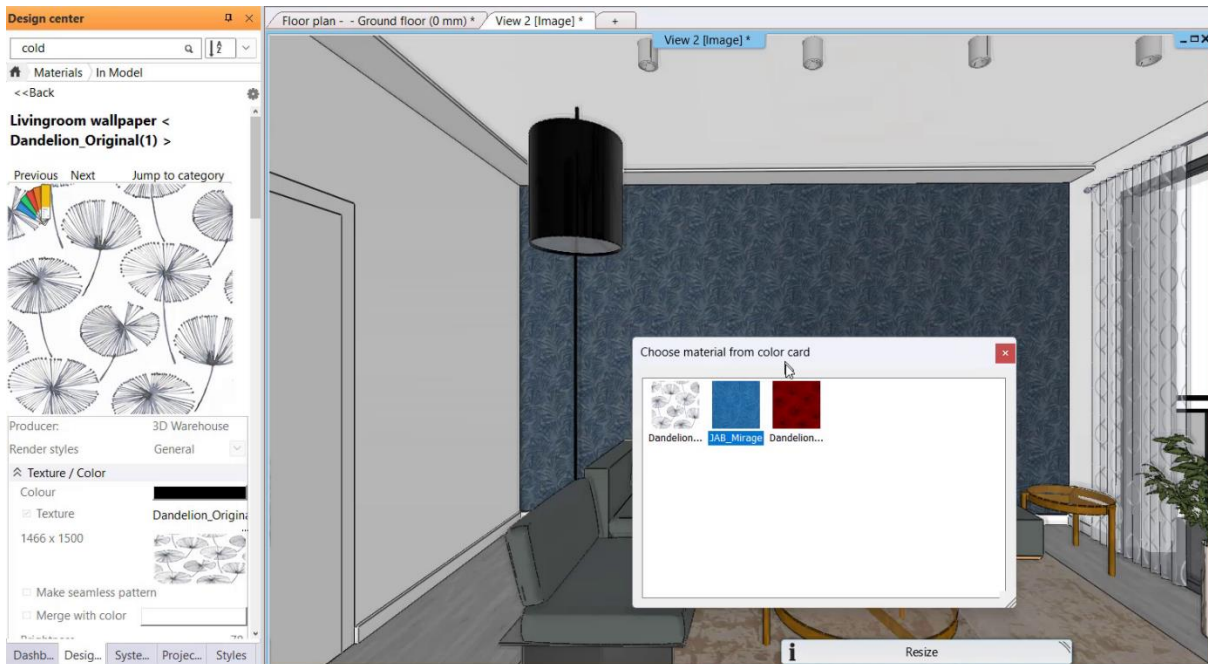 Design center
Floor plan - - Ground floor (0 mm) *
View 2 [Image] *
+
cold
View 2 [Image] *
Materials
In Model
<<Back
Livingroom wallpaper <
Dandelion_Original(1) >
Previous
Next
Jump to category
Choose material from color card
Dandelion...
JAB_Mirage
Dandelion...
Producer:
3D Warehouse
Render styles
General
Texture / Color
Colour
Texture
Dandelion_Origina
...
1466 x 1500
Make seamless pattern
Merge with color
Dashb...
Desig...
Syste...
Projec...
Styles
i
Resize